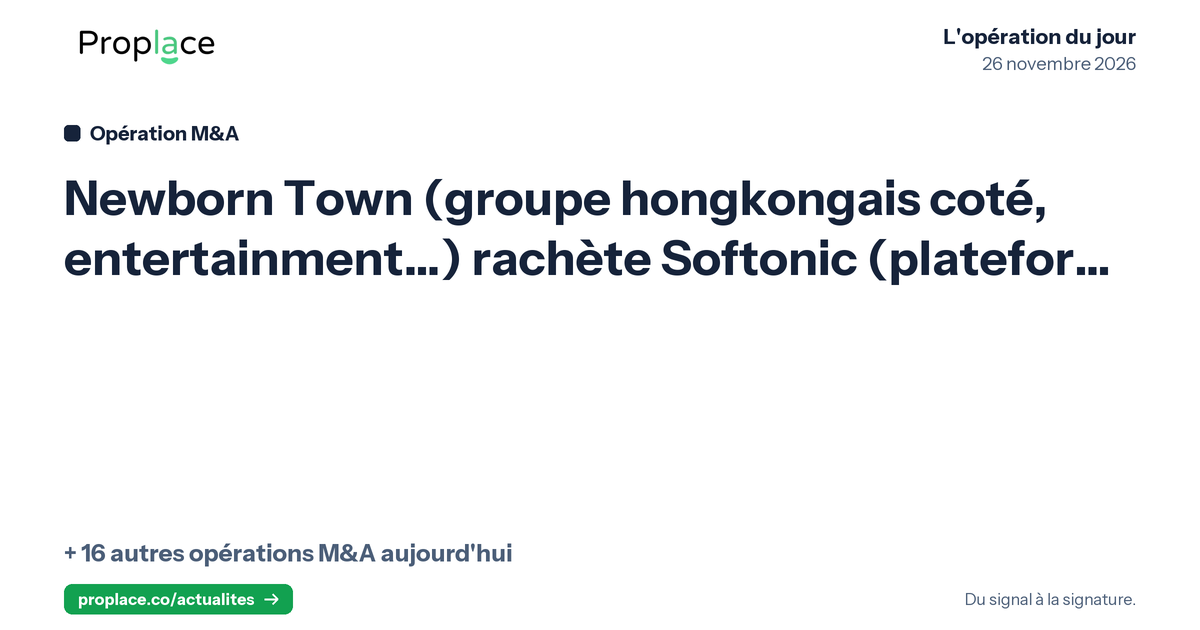 Proplace
L'opération du jour
26 novembre 2026
Opération M&A
Newborn Town (groupe hongkongais coté,
entertainment...) rachète Softonic (platefor...
+ 16 autres opérations M&A aujourd'hui
proplace.co/actualites →
Du signal à la signature.